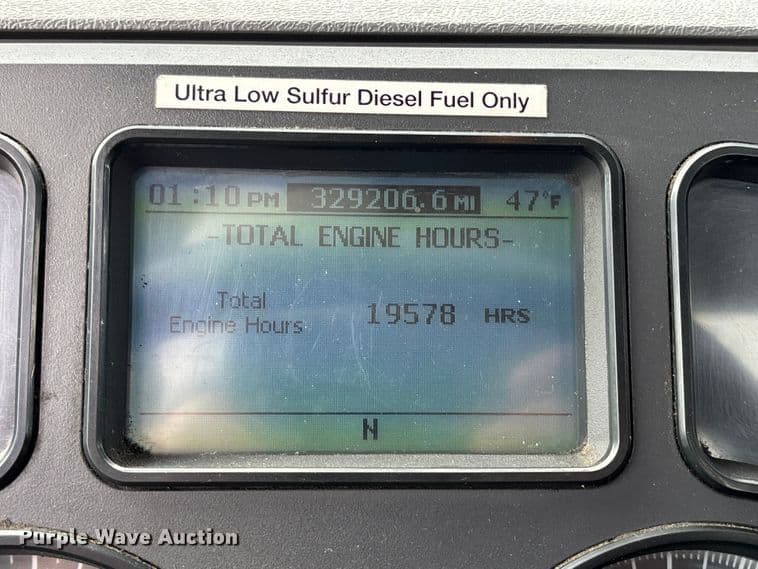 Ultra Low Sulfur Diesel Fuel Only
01:10 PM 329206.6 MI 47°F
-TOTAL ENGINE HOURS-
Total
Engine Hours 19578 HRS
N
Purple Wave Auction